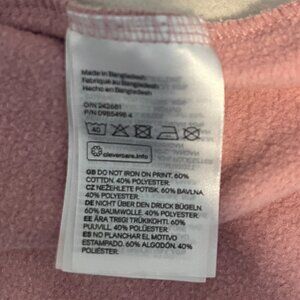 Made in Bangladesh
Fabriqué au Bangladesh
Hecho en Bangladesh
O/N 242681
P/N 0985498 4
40
clevercare.info
GB DO NOT IRON ON PRINT. 60%
COTTON, 40% POLYESTER.
CZ NEŽEHLETE POTISK. 60% BAVLNA,
40% POLYESTER.
DE NICHT ÜBER DEN DRUCK BÜGELN.
60% BAUMWOLLE, 40% POLYESTER.
EE ÄRA TRIIGI TRÜKIKOHTI. 60%
PUUVILL, 40% POLÜESTER.
ES NO PLANCHAR EL MOTIVO
ESTAMPADO. 60% ALGODÓN, 40%
POLIÉSTER.